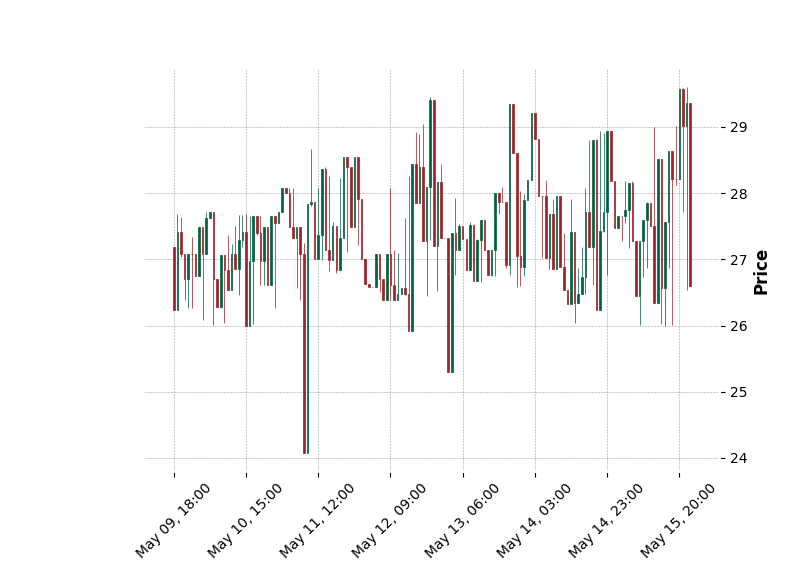 29
28
27
26
25
24
Price
May 09, 18:00
May 10, 15:00
May 11, 12:00
May 12, 09:00
May 13, 06:00
May 14, 03:00
May 14, 23:00
May 15, 20:00